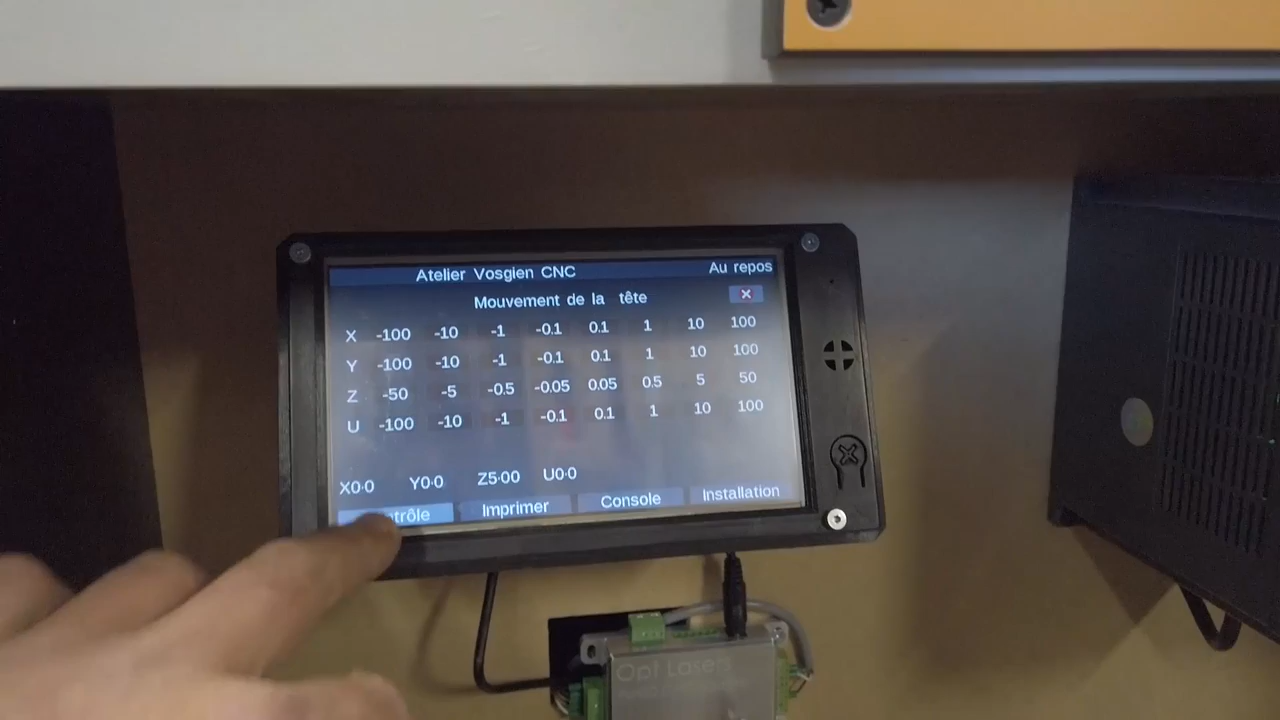 Atelier Vosgien CNC Au repos
Mouvement de la tête
X -100 -10 -1 -0.1 0.1 1 10 100
Y -100 -10 -1 -0.1 0.1 1 10 100
Z -50 -5 -0.5 -0.05 0.05 0.5 5 50
U -100 -10 -1 -0.1 0.1 1 10 100
X0·0 Y0·0 Z5·00 U0·0
trôle Imprimer Console Installation
Opt Lasers